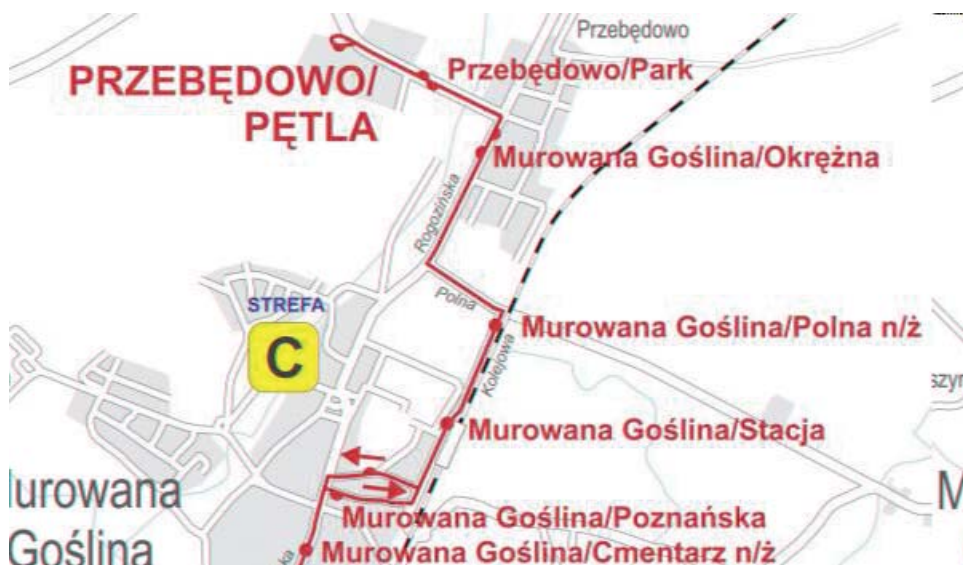 Przebędowo
PRZEBĘDOWO/
PĘTLA
Przebędowo/Park
Murowana Goślina/Okrężna
Rogozińska
Polna
STREFA
C
Murowana Goślina/Polna n/ż
Kolejowa
Murowana Goślina/Stacja
urowana
Goślina
Murowana Goślina/Poznańska
Murowana Goślina/Cmentarz n/ż
M